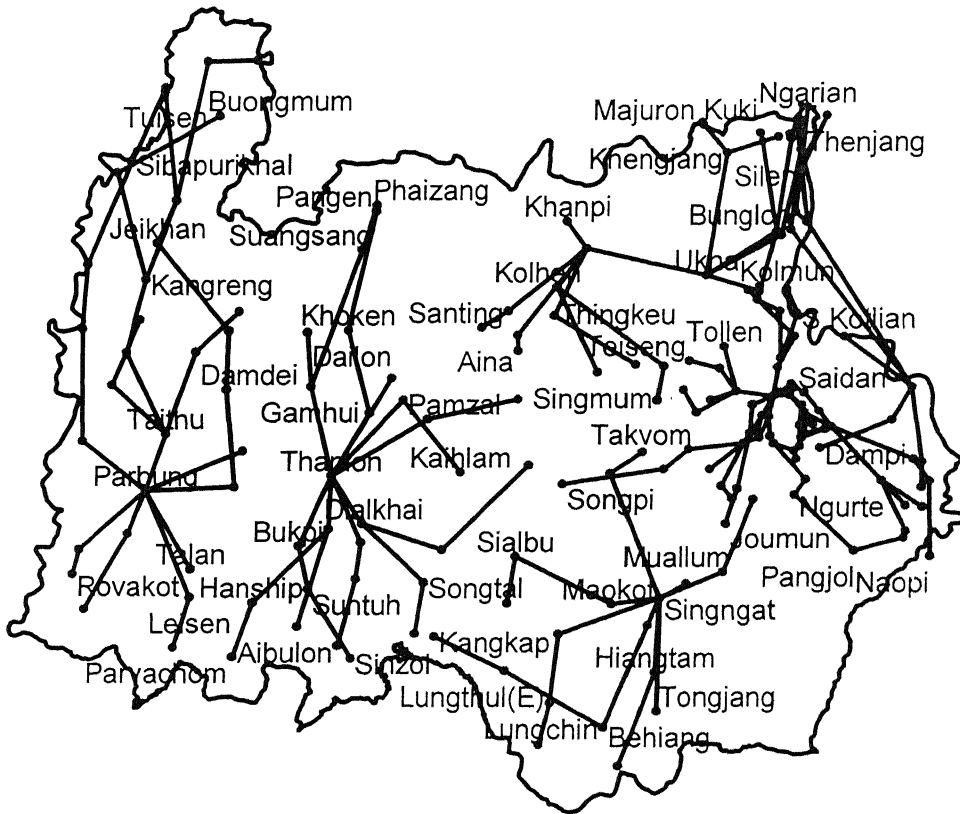 Ngarian
Buongmum
Majuron Kuki
Tuisen
Thenjang
Khengjang
Sibapurikhal
Silen
Phaizang
Pangen
Khanpi
Bunglon
Jeikhan
Suangsang
Ukha
Kolhen
Kolmun
Kangreng
Santing
Khoken
Thingkeu
S. Kotlian
Tollen
Teiseng
Dailon
Aina
Damdei
Saidan
Singmum
Pamzal
Gamhui
Taithu
Takvom
Dampi
Thanlon
Kaihlam
Parbung
Songpi
Ngurte
Dialkhai
Bukpi
Joumun
Sialbu
Talan
Muallum
Pangjol
Naopi
Rovakot
Hanship
Songtal
Maokot
Suntuh
Singngat
Leisen
Kangkap
Aibulon
Hiangtam
Sinzol
Parvachom
Lungthul(E)
Tongjang
Lungchin
Behiang